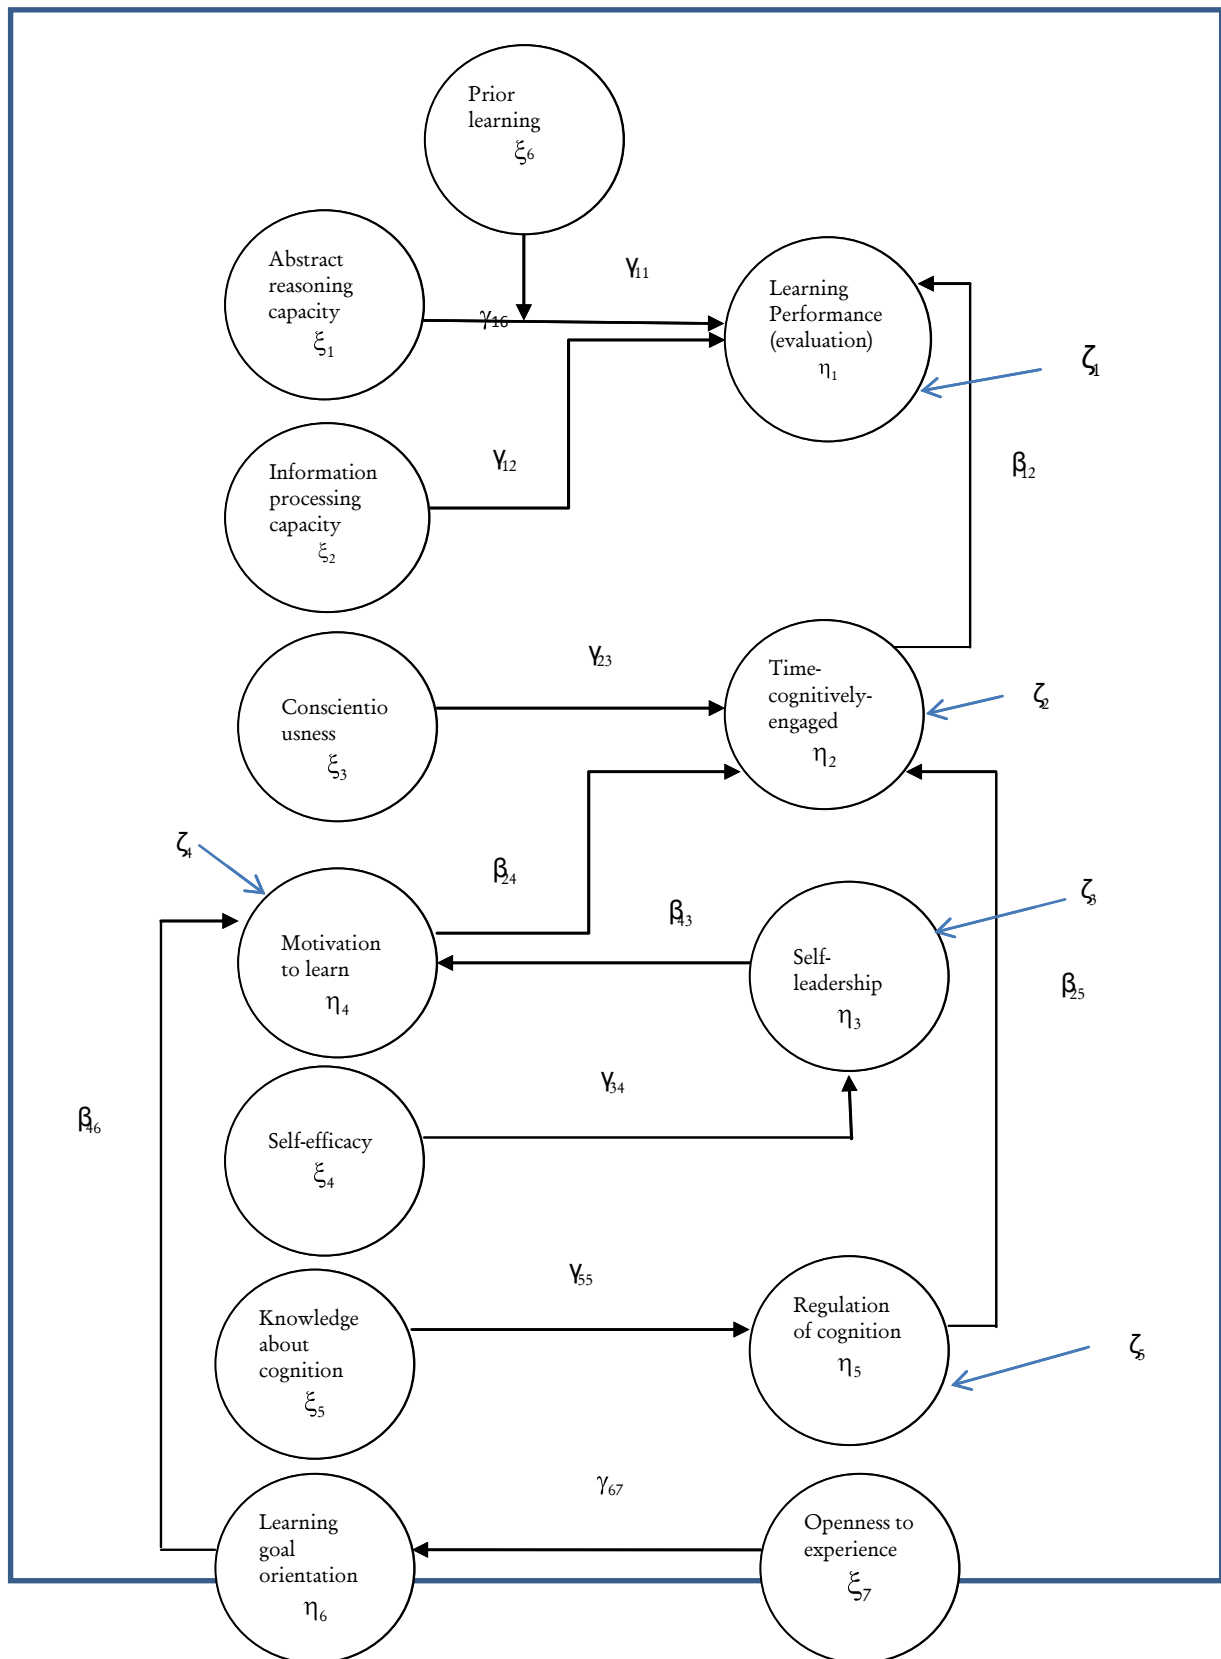 Prior
learning
ξ6
Abstract
reasoning
capacity
ξ1
γ11
γ16
Learning
Performance
(evaluation)
η1
ζ1
Information
processing
capacity
ξ2
γ12
β12
Conscientio
usness
ξ3
γ23
Time-
cognitively-
engaged
η2
ζ2
ζ4
β24
Motivation
to learn
η4
β43
Self-
leadership
η3
ζ3
β25
β46
Self-efficacy
ξ4
γ34
Knowledge
about
cognition
ξ5
γ55
Regulation
of cognition
η5
ζ5
Learning
goal
orientation
η6
γ67
Openness to
experience
ξ7